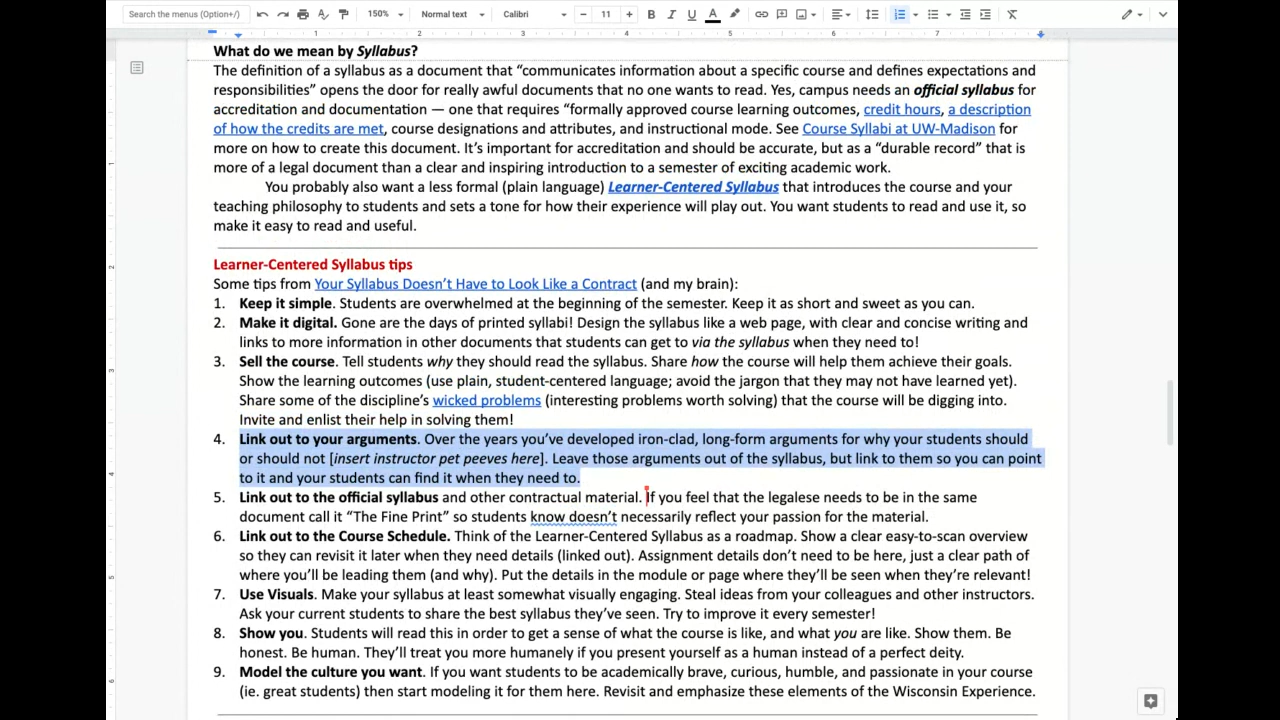 Search the menus (Option+/) 150% Normal text Calibri − 11 + B I U A
1 2 3 4 5 6 7
What do we mean by Syllabus?
The definition of a syllabus as a document that “communicates information about a specific course and defines expectations and
responsibilities” opens the door for really awful documents that no one wants to read. Yes, campus needs an official syllabus for
accreditation and documentation — one that requires “formally approved course learning outcomes, credit hours, a description
of how the credits are met, course designations and attributes, and instructional mode. See Course Syllabi at UW-Madison for
more on how to create this document. It’s important for accreditation and should be accurate, but as a “durable record” that is
more of a legal document than a clear and inspiring introduction to a semester of exciting academic work.
You probably also want a less formal (plain language) Learner-Centered Syllabus that introduces the course and your
teaching philosophy to students and sets a tone for how their experience will play out. You want students to read and use it, so
make it easy to read and useful.
Learner-Centered Syllabus tips
Some tips from Your Syllabus Doesn’t Have to Look Like a Contract (and my brain):
1. Keep it simple. Students are overwhelmed at the beginning of the semester. Keep it as short and sweet as you can.
2. Make it digital. Gone are the days of printed syllabi! Design the syllabus like a web page, with clear and concise writing and
links to more information in other documents that students can get to via the syllabus when they need to!
3. Sell the course. Tell students why they should read the syllabus. Share how the course will help them achieve their goals.
Show the learning outcomes (use plain, student-centered language; avoid the jargon that they may not have learned yet).
Share some of the discipline’s wicked problems (interesting problems worth solving) that the course will be digging into.
Invite and enlist their help in solving them!
4. Link out to your arguments. Over the years you’ve developed iron-clad, long-form arguments for why your students should
or should not [insert instructor pet peeves here]. Leave those arguments out of the syllabus, but link to them so you can point
to it and your students can find it when they need to.
5. Link out to the official syllabus and other contractual material. If you feel that the legalese needs to be in the same
document call it “The Fine Print” so students know doesn’t necessarily reflect your passion for the material.
6. Link out to the Course Schedule. Think of the Learner-Centered Syllabus as a roadmap. Show a clear easy-to-scan overview
so they can revisit it later when they need details (linked out). Assignment details don’t need to be here, just a clear path of
where you’ll be leading them (and why). Put the details in the module or page where they’ll be seen when they’re relevant!
7. Use Visuals. Make your syllabus at least somewhat visually engaging. Steal ideas from your colleagues and other instructors.
Ask your current students to share the best syllabus they’ve seen. Try to improve it every semester!
8. Show you. Students will read this in order to get a sense of what the course is like, and what you are like. Show them. Be
honest. Be human. They’ll treat you more humanely if you present yourself as a human instead of a perfect deity.
9. Model the culture you want. If you want students to be academically brave, curious, humble, and passionate in your course
(ie. great students) then start modeling it for them here. Revisit and emphasize these elements of the Wisconsin Experience.